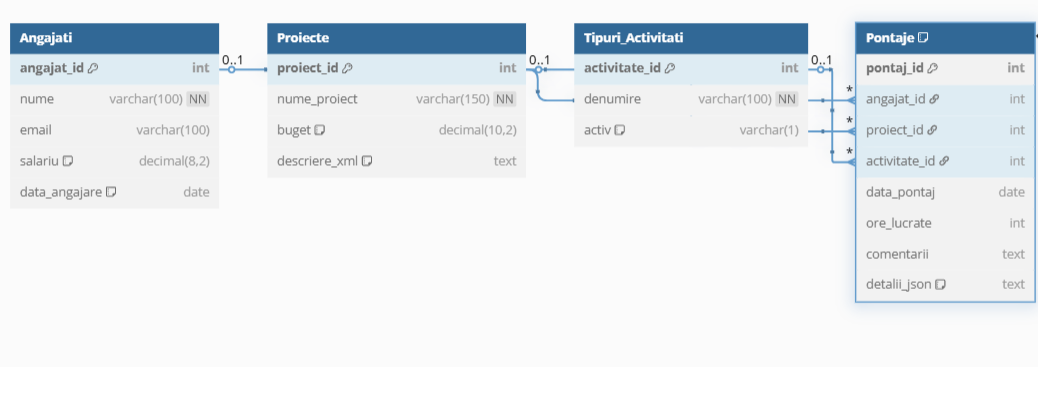 Angajati
angajat_id int
nume varchar(100) NN
email varchar(100)
salariu decimal(8,2)
data_angajare date
0..1
Proiecte
proiect_id int
nume_proiect varchar(150) NN
buget decimal(10,2)
descriere_xml text
0..1
Tipuri_Activitati
activitate_id int
denumire varchar(100) NN
activ varchar(1)
0..1
*
*
*
Pontaje
pontaj_id int
angajat_id int
proiect_id int
activitate_id int
data_pontaj date
ore_lucrate int
comentarii text
detalii_json text